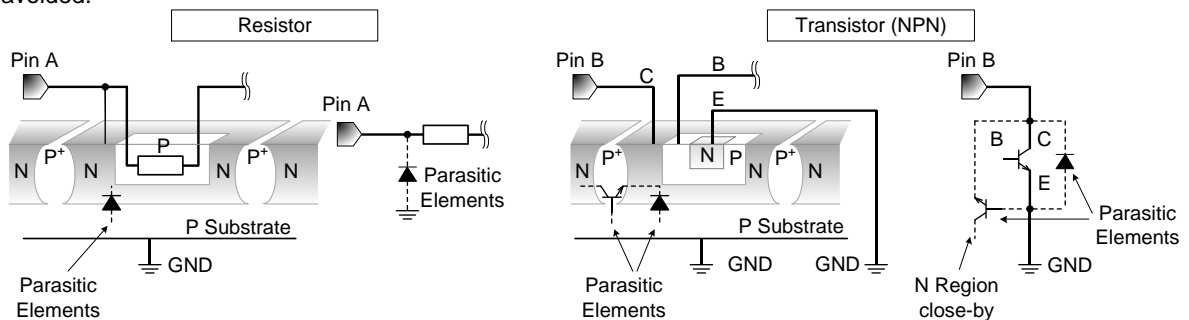 avoided.
Resistor
Transistor (NPN)
Pin A
Pin A
N
P+
N
P
N
P+
N
Parasitic
Elements
P Substrate
GND
Parasitic
Elements
Pin B
C
B
E
N
P+
N
N
P
N
P+
N
P Substrate
GND
GND
Parasitic
Elements
Pin B
B
C
E
Parasitic
Elements
GND
N Region
close-by